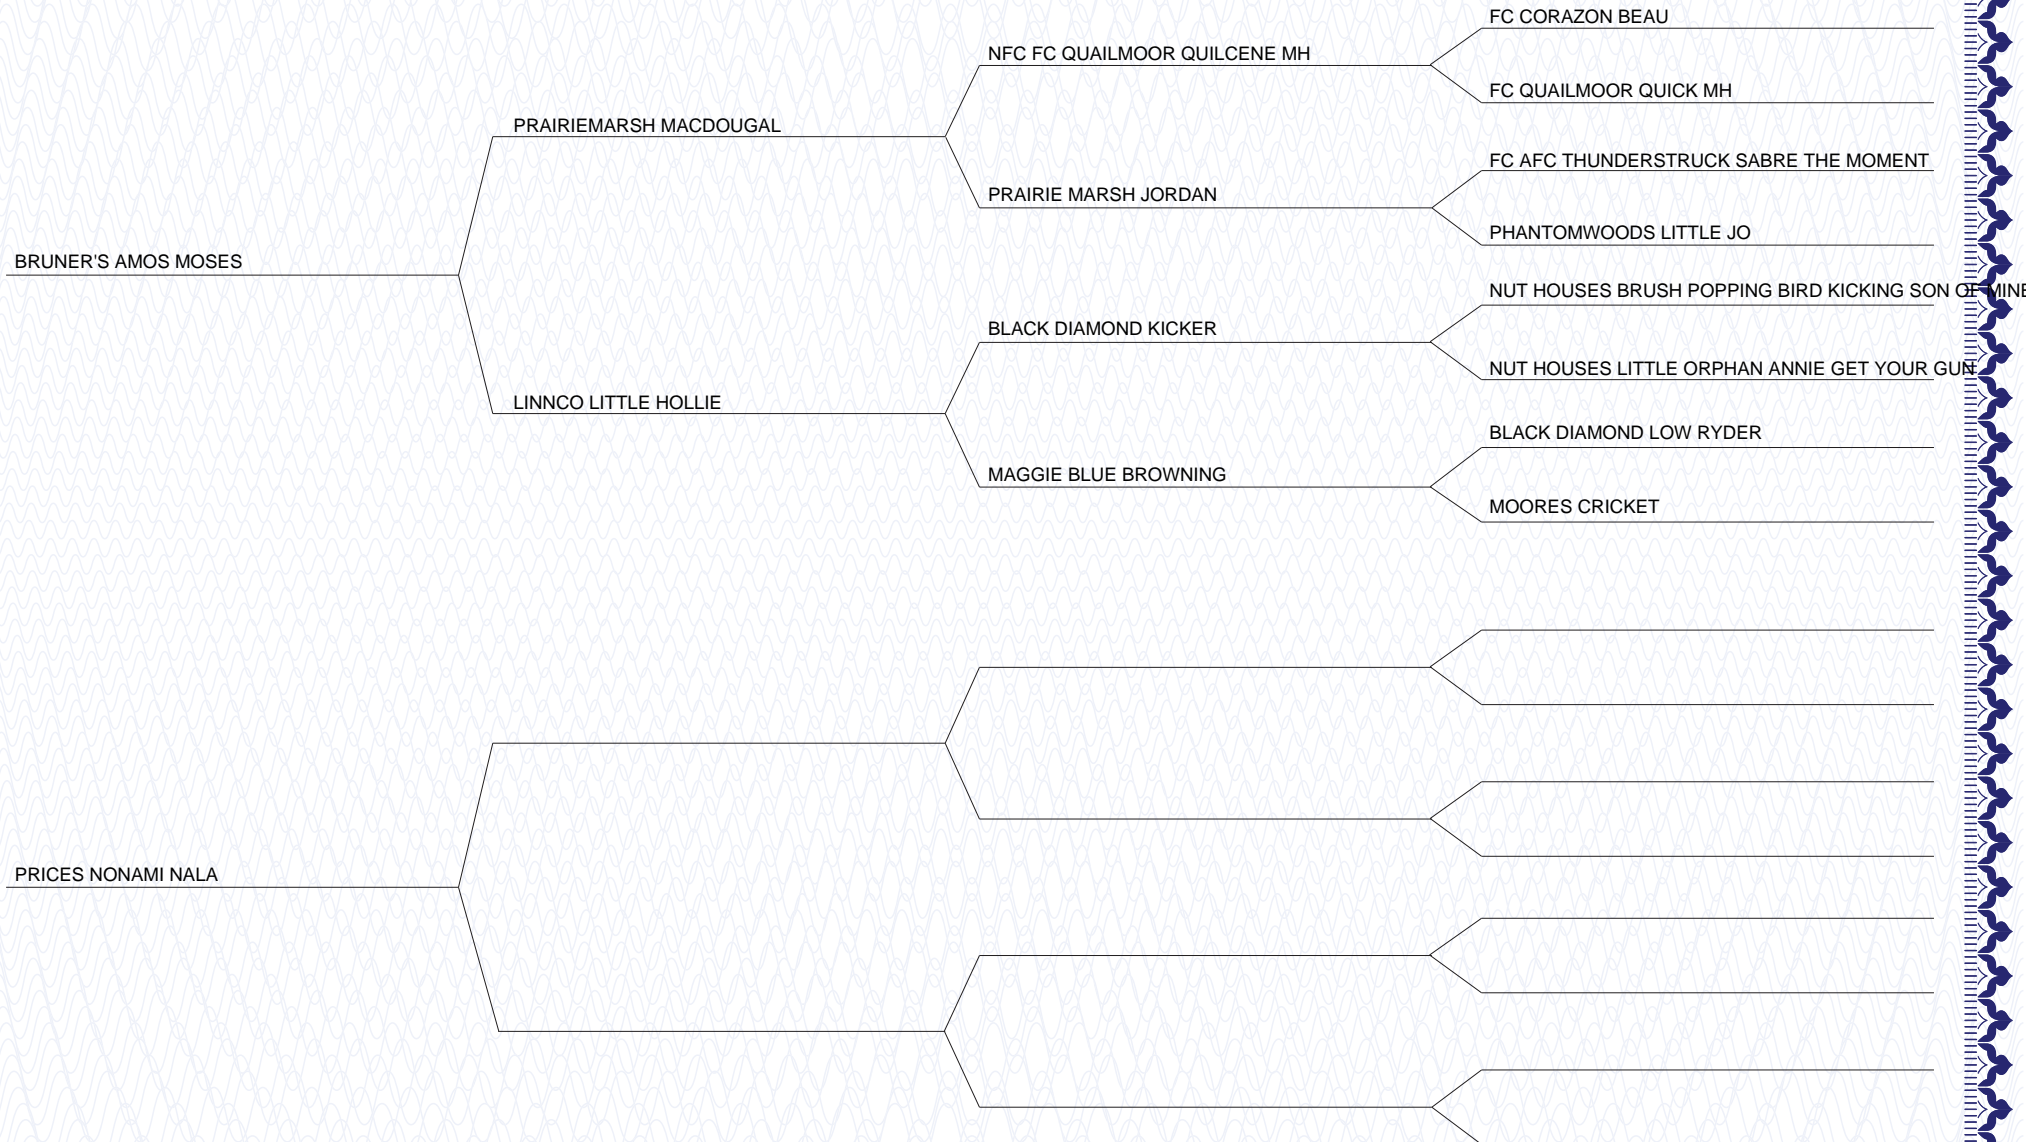 FC CORAZON BEAU
NFC FC QUAILMOOR QUILCENE MH
FC QUAILMOOR QUICK MH
PRAIRIEMARSH MACDOUGAL
FC AFC THUNDERSTRUCK SABRE THE MOMENT
PRAIRIE MARSH JORDAN
PHANTOMWOODS LITTLE JO
BRUNER'S AMOS MOSES
NUT HOUSES BRUSH POPPING BIRD KICKING SON OF MINE
BLACK DIAMOND KICKER
NUT HOUSES LITTLE ORPHAN ANNIE GET YOUR GUN
LINNCO LITTLE HOLLIE
BLACK DIAMOND LOW RYDER
MAGGIE BLUE BROWNING
MOORES CRICKET
PRICES NONAMI NALA